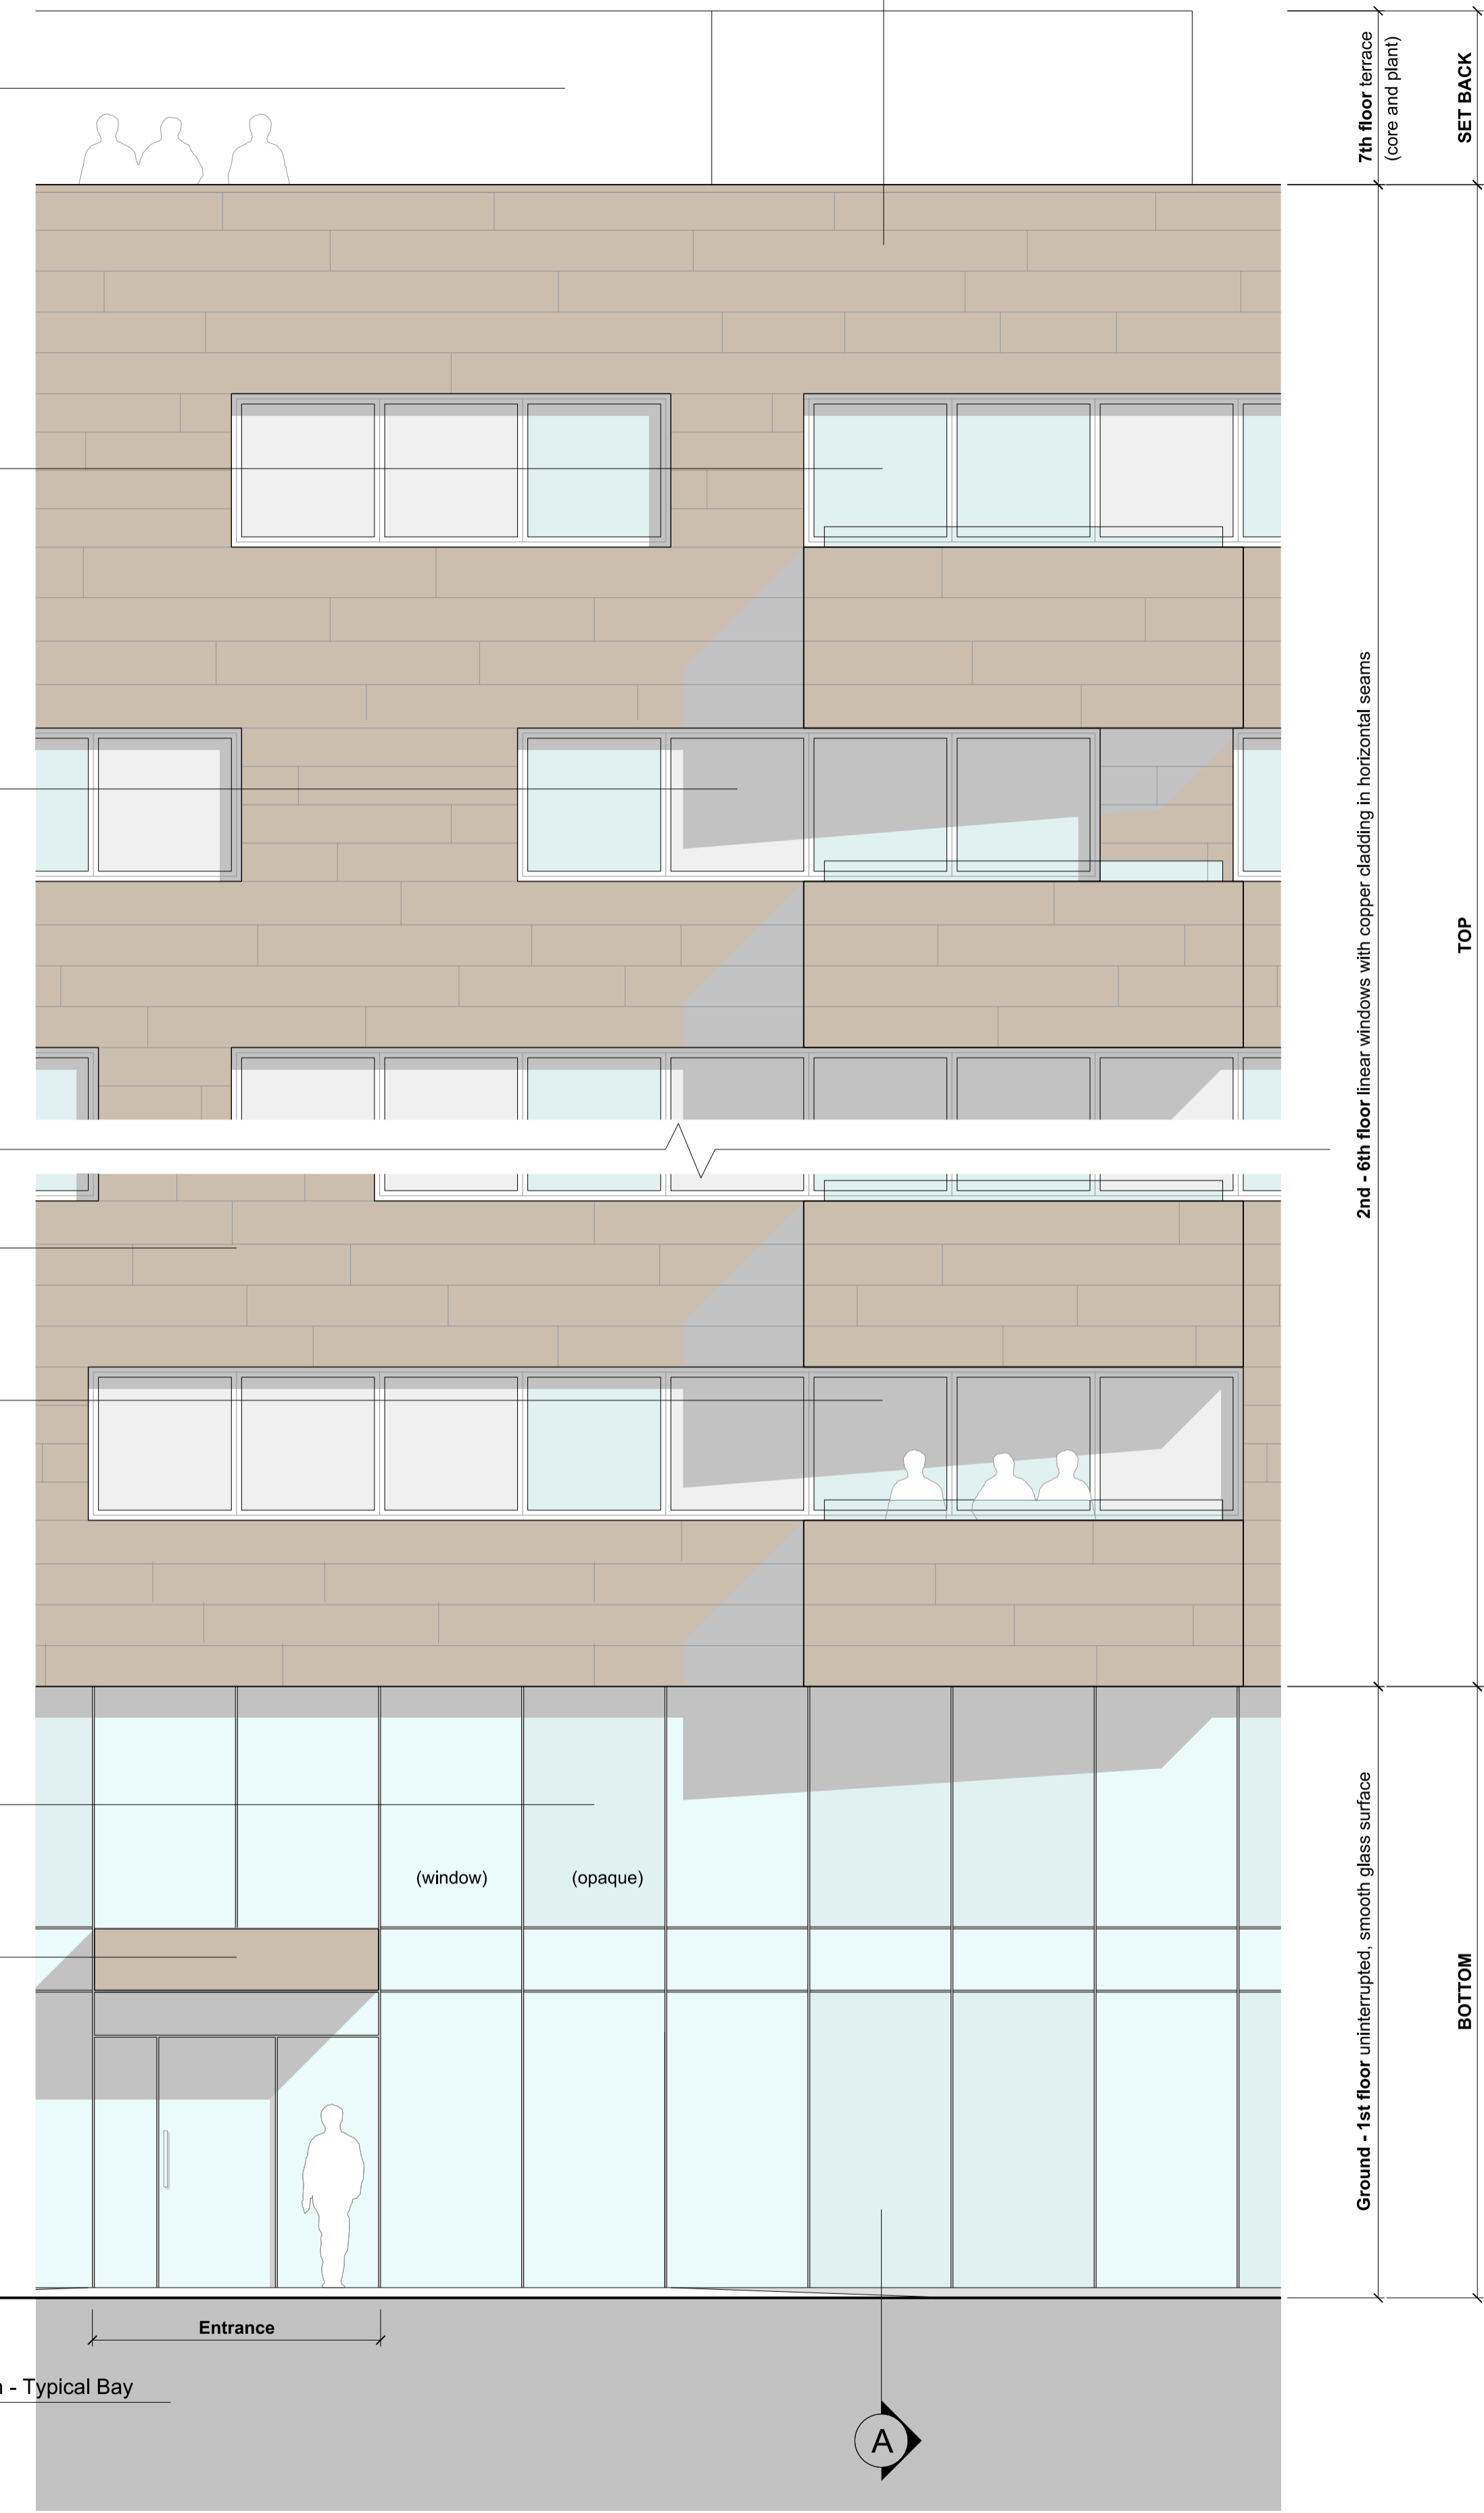 7th floor terrace
(core and plant)
SET BACK
2nd - 6th floor linear windows with copper cladding in horizontal seams
TOP
(window)
(opaque)
Ground - 1st floor uninterrupted, smooth glass surface
BOTTOM
Entrance
- Typical Bay
A